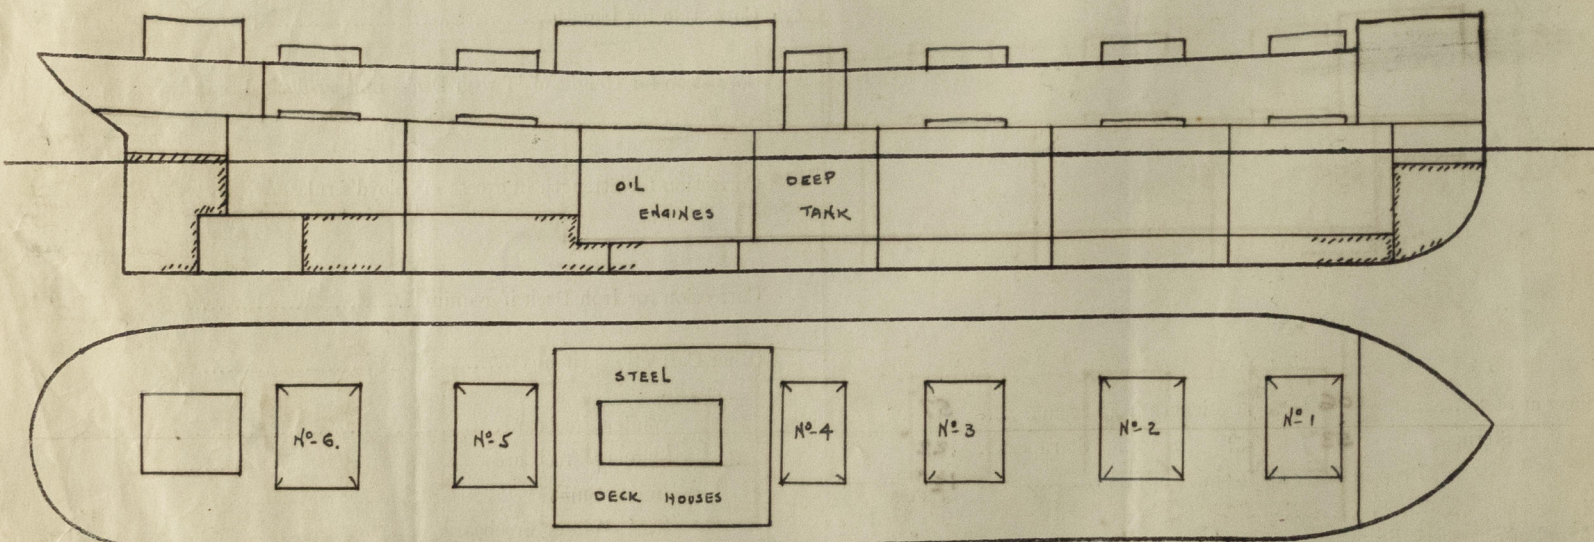 OIL
ENGINES
DEEP
TANK
STEEL
DECK HOUSES
Nº-6.
Nº-5
Nº-4
Nº-3
Nº-2
Nº-1